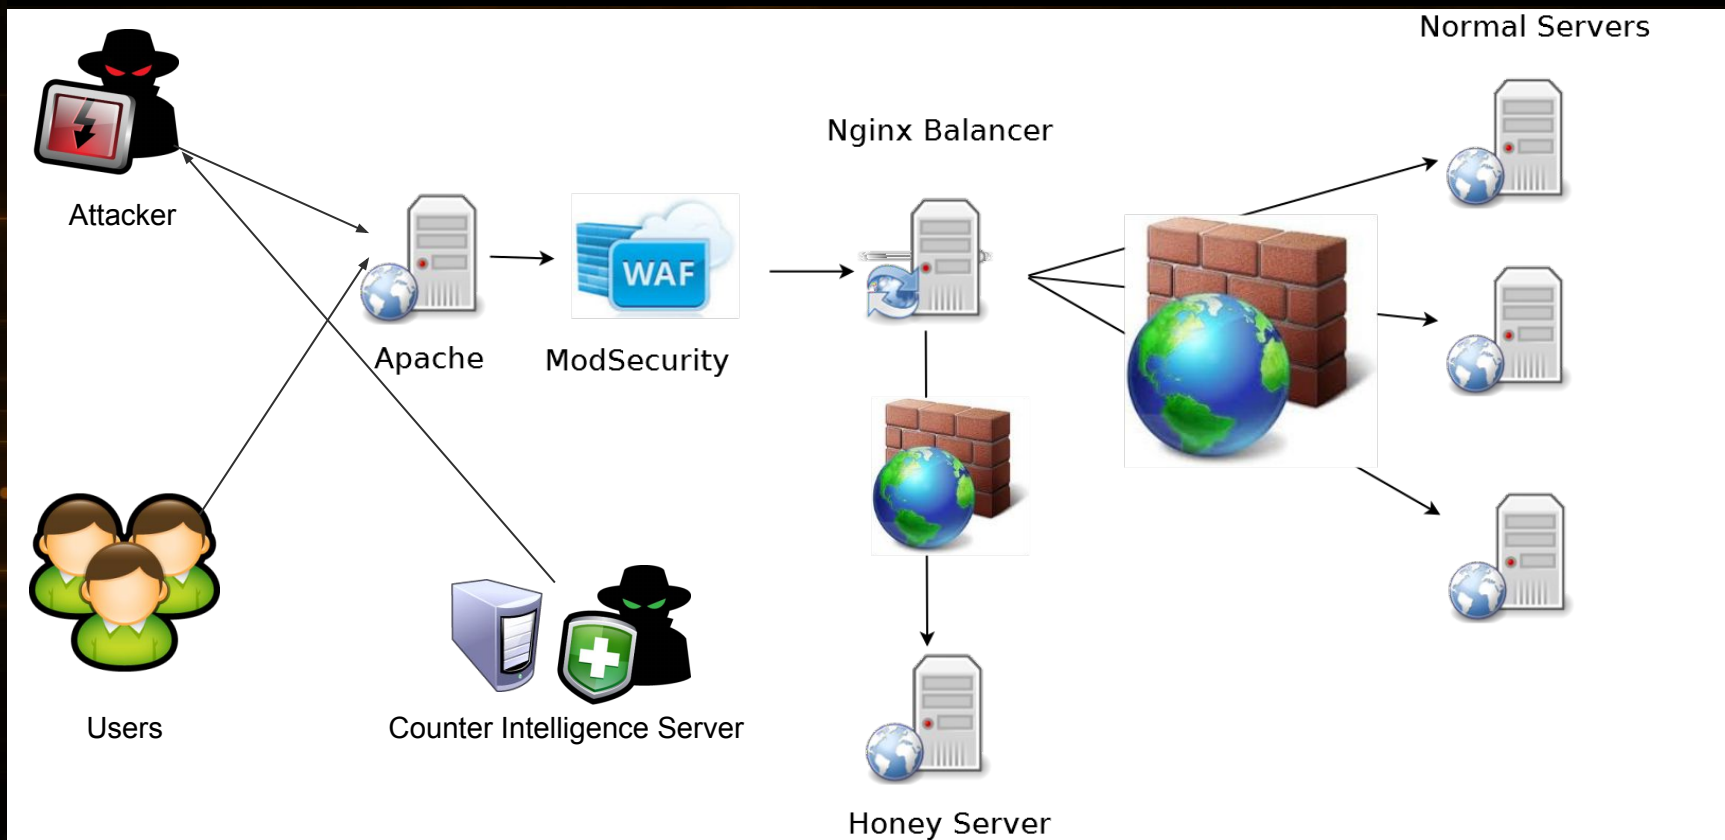 Normal Servers
Nginx Balancer
Attacker
WAF
Apache
ModSecurity
Users
Counter Intelligence Server
Honey Server